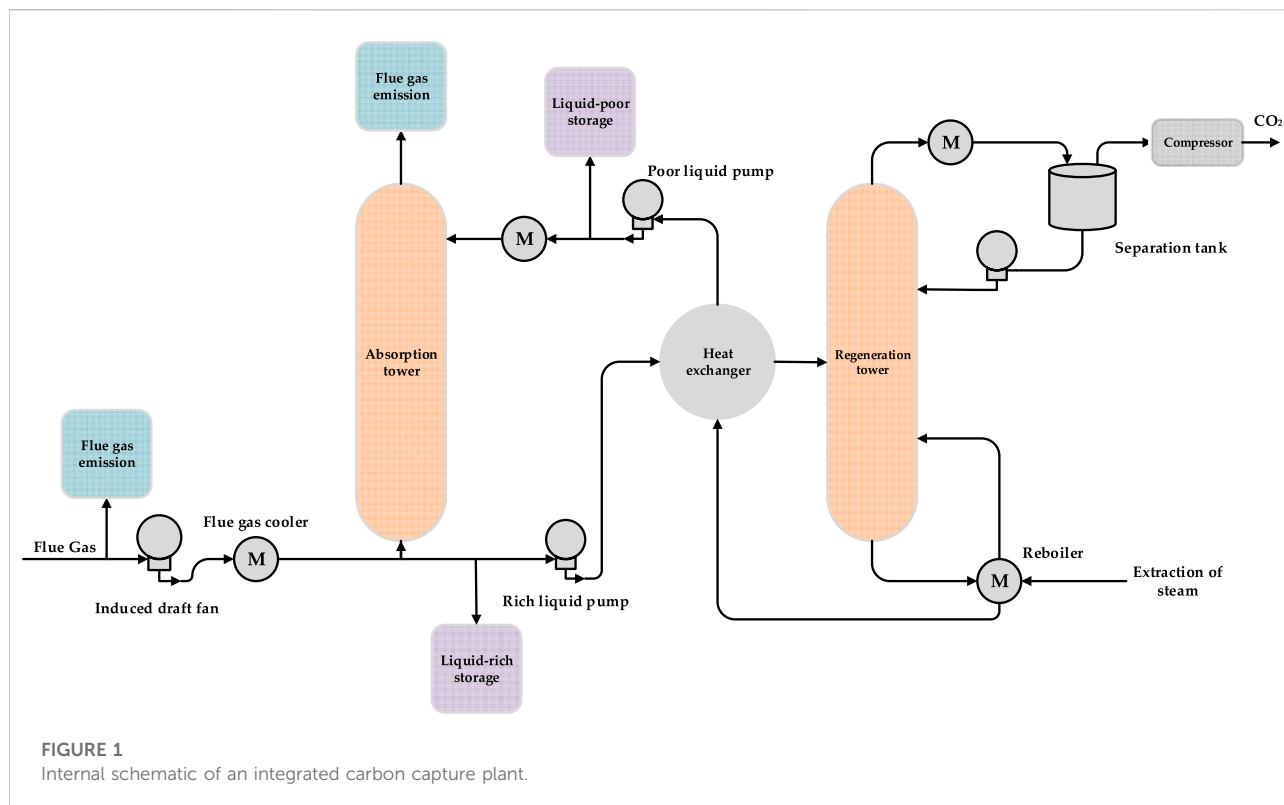 Flue gas
emission
Liquid-poor
storage
Poor liquid pump
M
Compressor
CO₂
Separation tank
M
Absorption
tower
Heat
exchanger
Regeneration
tower
Flue gas
emission
Flue Gas
Flue gas cooler
M
Induced draft fan
Rich liquid pump
Reboiler
M
Extraction of
steam
Liquid-rich
storage
FIGURE 1
Internal schematic of an integrated carbon capture plant.